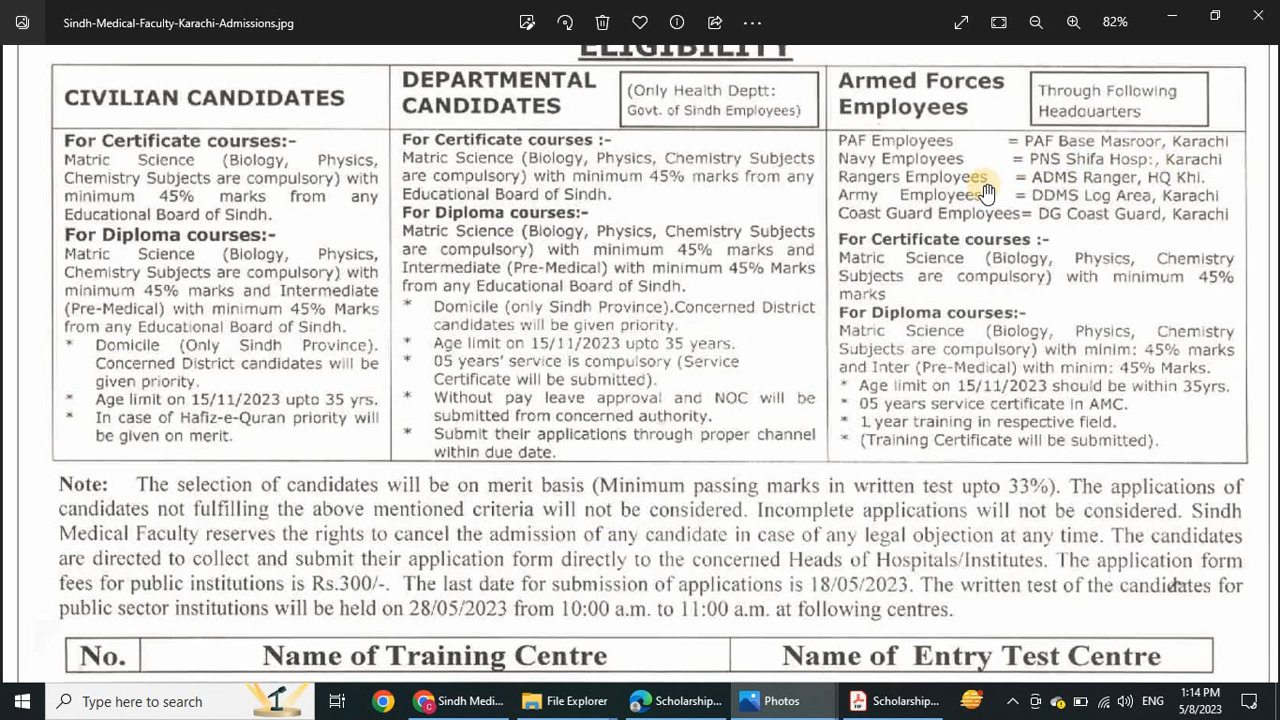 Sindh-Medical-Faculty-Karachi-Admissions.jpg
82%
ELIGIBILITY
CIVILIAN CANDIDATES
For Certificate courses:-
Matric Science (Biology, Physics,
Chemistry Subjects are compulsory) with
minimum 45% marks from any
Educational Board of Sindh.
For Diploma courses:-
Matric Science (Biology, Physics,
Chemistry Subjects are compulsory) with
minimum 45% marks and Intermediate
(Pre-Medical) with minimum 45% Marks
from any Educational Board of Sindh.
* Domicile (Only Sindh Province).
Concerned District candidates will be
given priority.
* Age limit on 15/11/2023 upto 35 yrs.
* In case of Hafiz-e-Quran priority will
be given on merit.
DEPARTMENTAL
CANDIDATES
(Only Health Deptt:
Govt. of Sindh Employees)
For Certificate courses :-
Matric Science (Biology, Physics, Chemistry Subjects
are compulsory) with minimum 45% marks from any
Educational Board of Sindh.
For Diploma courses:-
Matric Science (Biology, Physics, Chemistry Subjects
are compulsory) with minimum 45% marks and
Intermediate (Pre-Medical) with minimum 45% Marks
from any Educational Board of Sindh.
* Domicile (only Sindh Province).Concerned District
candidates will be given priority.
* Age limit on 15/11/2023 upto 35 years.
* 05 years' service is compulsory (Service
Certificate will be submitted).
* Without pay leave approval and NOC will be
submitted from concerned authority.
* Submit their applications through proper channel
within due date.
Armed Forces
Employees
Through Following
Headquarters
PAF Employees = PAF Base Masroor, Karachi
Navy Employees = PNS Shifa Hosp:, Karachi
Rangers Employees = ADMS Ranger, HQ Khi.
Army Employees = DDMS Log Area, Karachi
Coast Guard Employees= DG Coast Guard, Karachi
For Certificate courses :-
Matric Science (Biology, Physics, Chemistry
Subjects are compulsory) with minimum 45%
marks
For Diploma courses:-
Matric Science (Biology, Physics, Chemistry
Subjects are compulsory) with minim: 45% marks
and Inter (Pre-Medical) with minim: 45% Marks.
* Age limit on 15/11/2023 should be within 35yrs.
* 05 years service certificate in AMC.
* 1 year training in respective field.
* (Training Certificate will be submitted).
Note: The selection of candidates will be on merit basis (Minimum passing marks in written test upto 33%). The applications of
candidates not fulfilling the above mentioned criteria will not be considered. Incomplete applications will not be considered. Sindh
Medical Faculty reserves the rights to cancel the admission of any candidate in case of any legal objection at any time. The candidates
are directed to collect and submit their application form directly to the concerned Heads of Hospitals/Institutes. The application form
fees for public institutions is Rs.300/-. The last date for submission of applications is 18/05/2023. The written test of the candidates for
public sector institutions will be held on 28/05/2023 from 10:00 a.m. to 11:00 a.m. at following centres.
No. Name of Training Centre Name of Entry Test Centre
Type here to search
Sindh Medi...
File Explorer
Scholarship...
Photos
Scholarship...
ENG
1:14 PM
5/8/2023